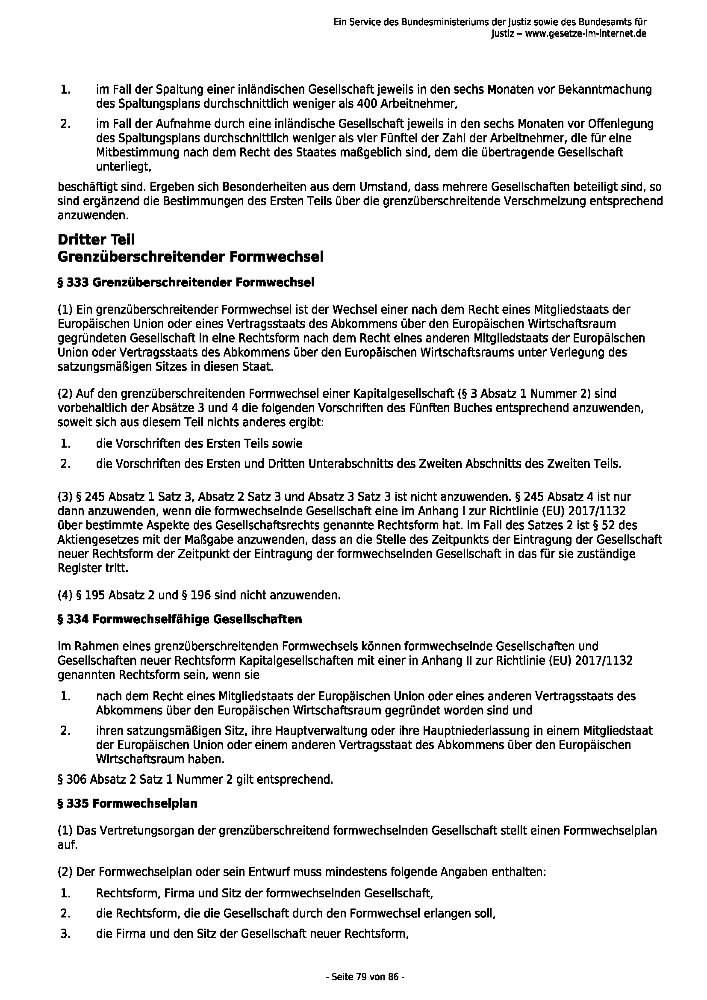 Ein Service des Bundesministeriums der Justiz sowie des Bundesamts für
Justiz – www.gesetze-im-internet.de
1. im Fall der Spaltung einer inländischen Gesellschaft jeweils in den sechs Monaten vor Bekanntmachung
des Spaltungsplans durchschnittlich weniger als 400 Arbeitnehmer,
2. im Fall der Aufnahme durch eine inländische Gesellschaft jeweils in den sechs Monaten vor Offenlegung
des Spaltungsplans durchschnittlich weniger als vier Fünftel der Zahl der Arbeitnehmer, die für eine
Mitbestimmung nach dem Recht des Staates maßgeblich sind, dem die übertragende Gesellschaft
unterliegt,
beschäftigt sind. Ergeben sich Besonderheiten aus dem Umstand, dass mehrere Gesellschaften beteiligt sind, so
sind ergänzend die Bestimmungen des Ersten Teils über die grenzüberschreitende Verschmelzung entsprechend
anzuwenden.
Dritter Teil
Grenzüberschreitender Formwechsel
§ 333 Grenzüberschreitender Formwechsel
(1) Ein grenzüberschreitender Formwechsel ist der Wechsel einer nach dem Recht eines Mitgliedstaats der
Europäischen Union oder eines Vertragsstaats des Abkommens über den Europäischen Wirtschaftsraum
gegründeten Gesellschaft in eine Rechtsform nach dem Recht eines anderen Mitgliedstaats der Europäischen
Union oder Vertragsstaats des Abkommens über den Europäischen Wirtschaftsraums unter Verlegung des
satzungsmäßigen Sitzes in diesen Staat.
(2) Auf den grenzüberschreitenden Formwechsel einer Kapitalgesellschaft (§ 3 Absatz 1 Nummer 2) sind
vorbehaltlich der Absätze 3 und 4 die folgenden Vorschriften des Fünften Buches entsprechend anzuwenden,
soweit sich aus diesem Teil nichts anderes ergibt:
1. die Vorschriften des Ersten Teils sowie
2. die Vorschriften des Ersten und Dritten Unterabschnitts des Zweiten Abschnitts des Zweiten Teils.
(3) § 245 Absatz 1 Satz 3, Absatz 2 Satz 3 und Absatz 3 Satz 3 ist nicht anzuwenden. § 245 Absatz 4 ist nur
dann anzuwenden, wenn die formwechselnde Gesellschaft eine im Anhang I zur Richtlinie (EU) 2017/1132
über bestimmte Aspekte des Gesellschaftsrechts genannte Rechtsform hat. Im Fall des Satzes 2 ist § 52 des
Aktiengesetzes mit der Maßgabe anzuwenden, dass an die Stelle des Zeitpunkts der Eintragung der Gesellschaft
neuer Rechtsform der Zeitpunkt der Eintragung der formwechselnden Gesellschaft in das für sie zuständige
Register tritt.
(4) § 195 Absatz 2 und § 196 sind nicht anzuwenden.
§ 334 Formwechselfähige Gesellschaften
Im Rahmen eines grenzüberschreitenden Formwechsels können formwechselnde Gesellschaften und
Gesellschaften neuer Rechtsform Kapitalgesellschaften mit einer in Anhang II zur Richtlinie (EU) 2017/1132
genannten Rechtsform sein, wenn sie
1. nach dem Recht eines Mitgliedstaats der Europäischen Union oder eines anderen Vertragsstaats des
Abkommens über den Europäischen Wirtschaftsraum gegründet worden sind und
2. ihren satzungsmäßigen Sitz, ihre Hauptverwaltung oder ihre Hauptniederlassung in einem Mitgliedstaat
der Europäischen Union oder einem anderen Vertragsstaat des Abkommens über den Europäischen
Wirtschaftsraum haben.
§ 306 Absatz 2 Satz 1 Nummer 2 gilt entsprechend.
§ 335 Formwechselplan
(1) Das Vertretungsorgan der grenzüberschreitend formwechselnden Gesellschaft stellt einen Formwechselplan
auf.
(2) Der Formwechselplan oder sein Entwurf muss mindestens folgende Angaben enthalten:
1. Rechtsform, Firma und Sitz der formwechselnden Gesellschaft,
2. die Rechtsform, die die Gesellschaft durch den Formwechsel erlangen soll,
3. die Firma und den Sitz der Gesellschaft neuer Rechtsform,
- Seite 79 von 86 -